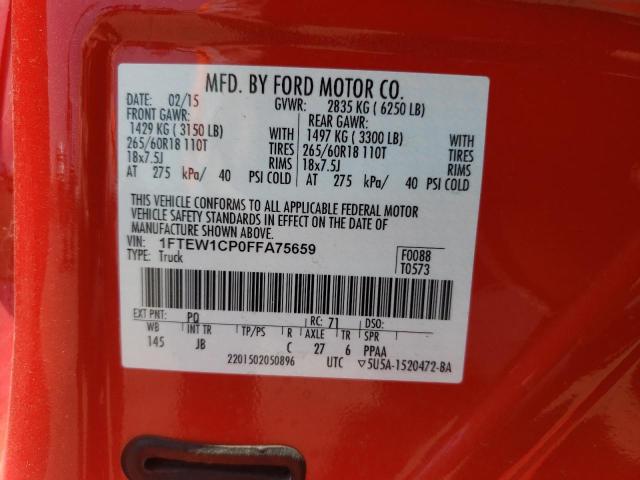 MFD. BY FORD MOTOR CO.
DATE: 02/15 GVWR: 2835 KG ( 6250 LB)
FRONT GAWR: REAR GAWR:
1429 KG ( 3150 LB) 1497 KG ( 3300 LB)
265/60R18 110T TIRES 265/60R18 110T TIRES
18x7.5J RIMS 18x7.5J RIMS
AT 275 kPa/ 40 PSI COLD AT 275 kPa/ 40 PSI COLD
THIS VEHICLE CONFORMS TO ALL APPLICABLE FEDERAL MOTOR
VEHICLE SAFETY STANDARDS IN EFFECT ON THE DATE OF
MANUFACTURE SHOWN ABOVE.
VIN: 1FTEW1CP0FFA75659 F0088
TYPE: Truck T0573
EXT PNT: PQ RC: 71 DSO:
WB INT TR TP/PS R AXLE TR SPR
145 JB C 27 6 PPAA
2201502050896 UTC ▽5U5A-1520472-BA